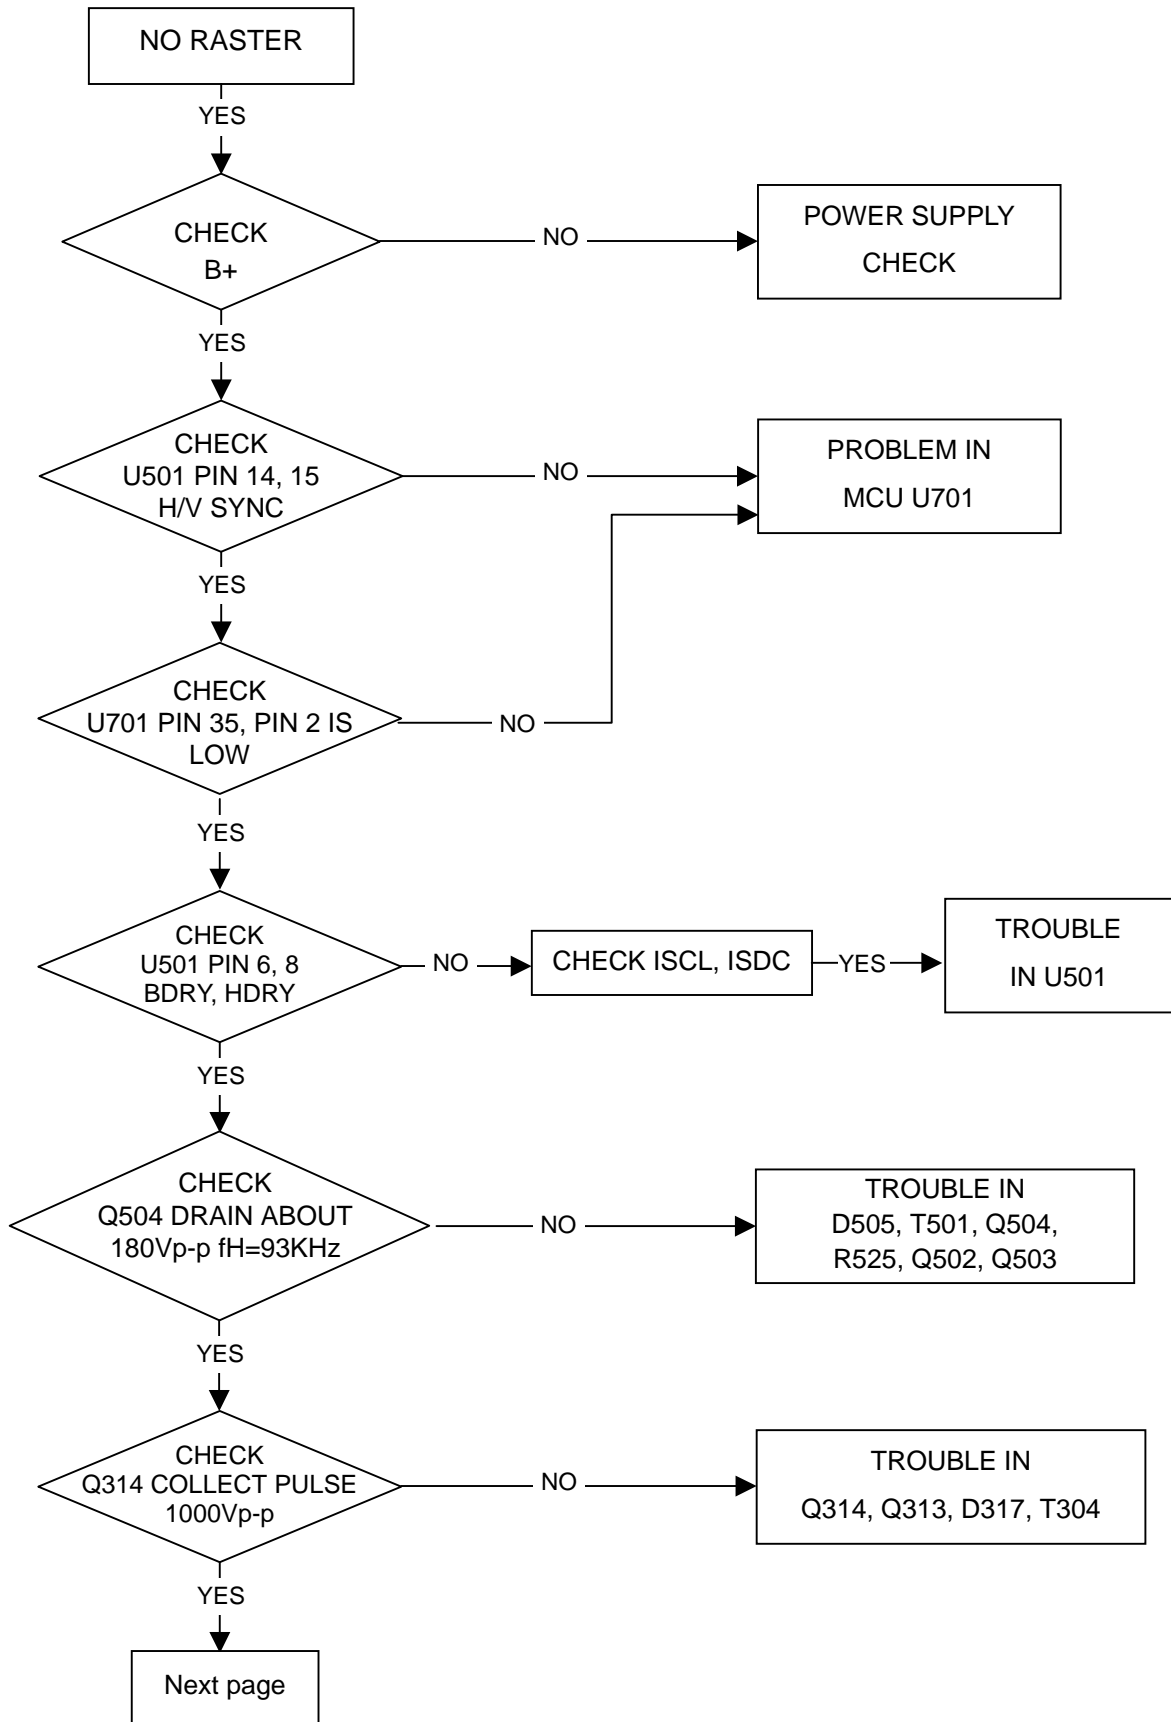 NO RASTER
YES
CHECK
B+
NO
POWER SUPPLY
CHECK
YES
CHECK
U501 PIN 14, 15
H/V SYNC
NO
PROBLEM IN
MCU U701
YES
CHECK
U701 PIN 35, PIN 2 IS
LOW
NO
YES
CHECK
U501 PIN 6, 8
BDRY, HDRY
NO
CHECK ISCL, ISDC
YES
TROUBLE
IN U501
YES
CHECK
Q504 DRAIN ABOUT
180Vp-p fH=93KHz
NO
TROUBLE IN
D505, T501, Q504,
R525, Q502, Q503
YES
CHECK
Q314 COLLECT PULSE
1000Vp-p
NO
TROUBLE IN
Q314, Q313, D317, T304
YES
Next page